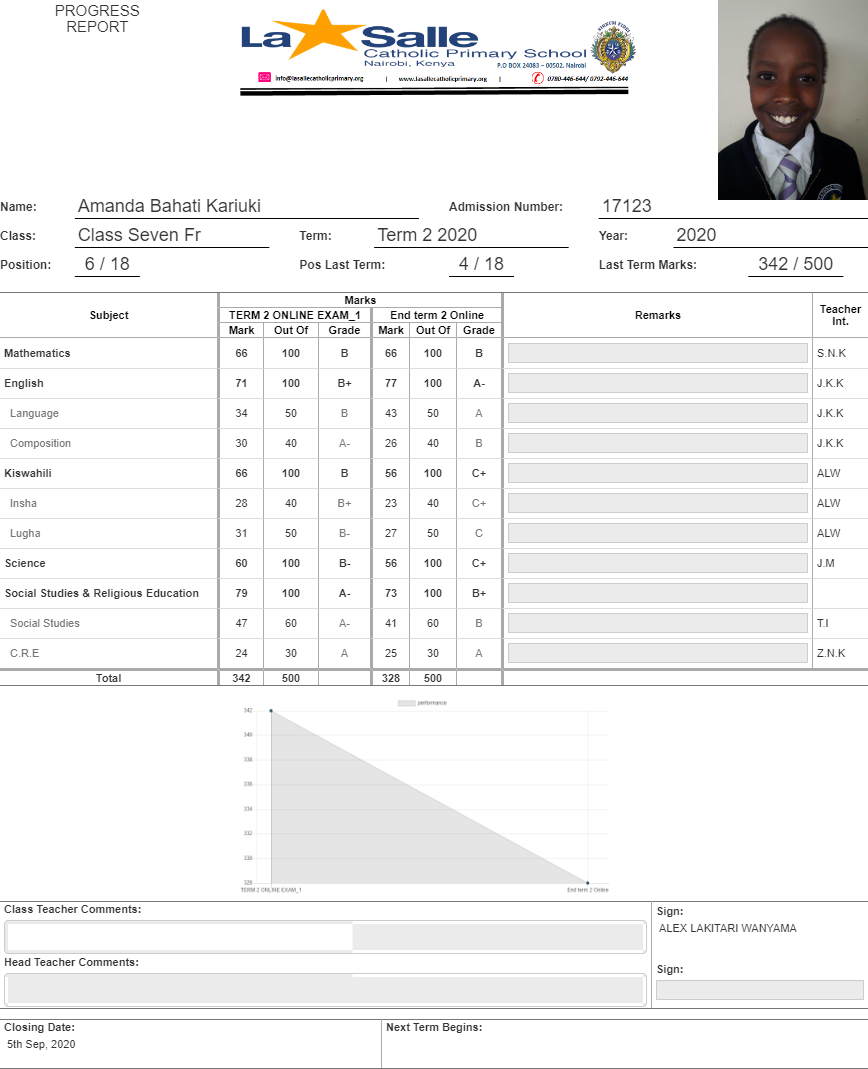 PROGRESS
REPORT
La Salle
Catholic Primary School
Nairobi, Kenya
P.O BOX 24083 – 00502, Nairobi
info@lasallecatholicprimary.org | www.lasallecatholicprimary.org | 0780-446-644/ 0792-446-644
Name: Amanda Bahati Kariuki Admission Number: 17123
Class: Class Seven Fr Term: Term 2 2020 Year: 2020
Position: 6 / 18 Pos Last Term: 4 / 18 Last Term Marks: 342 / 500
Subject Marks Remarks Teacher Int.
TERM 2 ONLINE EXAM_1 End term 2 Online
Mark Out Of Grade Mark Out Of Grade
Mathematics 66 100 B 66 100 B S.N.K
English 71 100 B+ 77 100 A- J.K.K
Language 34 50 B 43 50 A J.K.K
Composition 30 40 A- 26 40 B J.K.K
Kiswahili 66 100 B 56 100 C+ ALW
Insha 28 40 B+ 23 40 C+ ALW
Lugha 31 50 B- 27 50 C ALW
Science 60 100 B- 56 100 C+ J.M
Social Studies & Religious Education 79 100 A- 73 100 B+
Social Studies 47 60 A- 41 60 B T.I
C.R.E 24 30 A 25 30 A Z.N.K
Total 342 500 328 500
performance
342
340
338
336
334
332
330
328
TERM 2 ONLINE EXAM_1 End term 2 Online
Class Teacher Comments: Sign:
ALEX LAKITARI WANYAMA
Head Teacher Comments: Sign:
Closing Date: Next Term Begins:
5th Sep, 2020